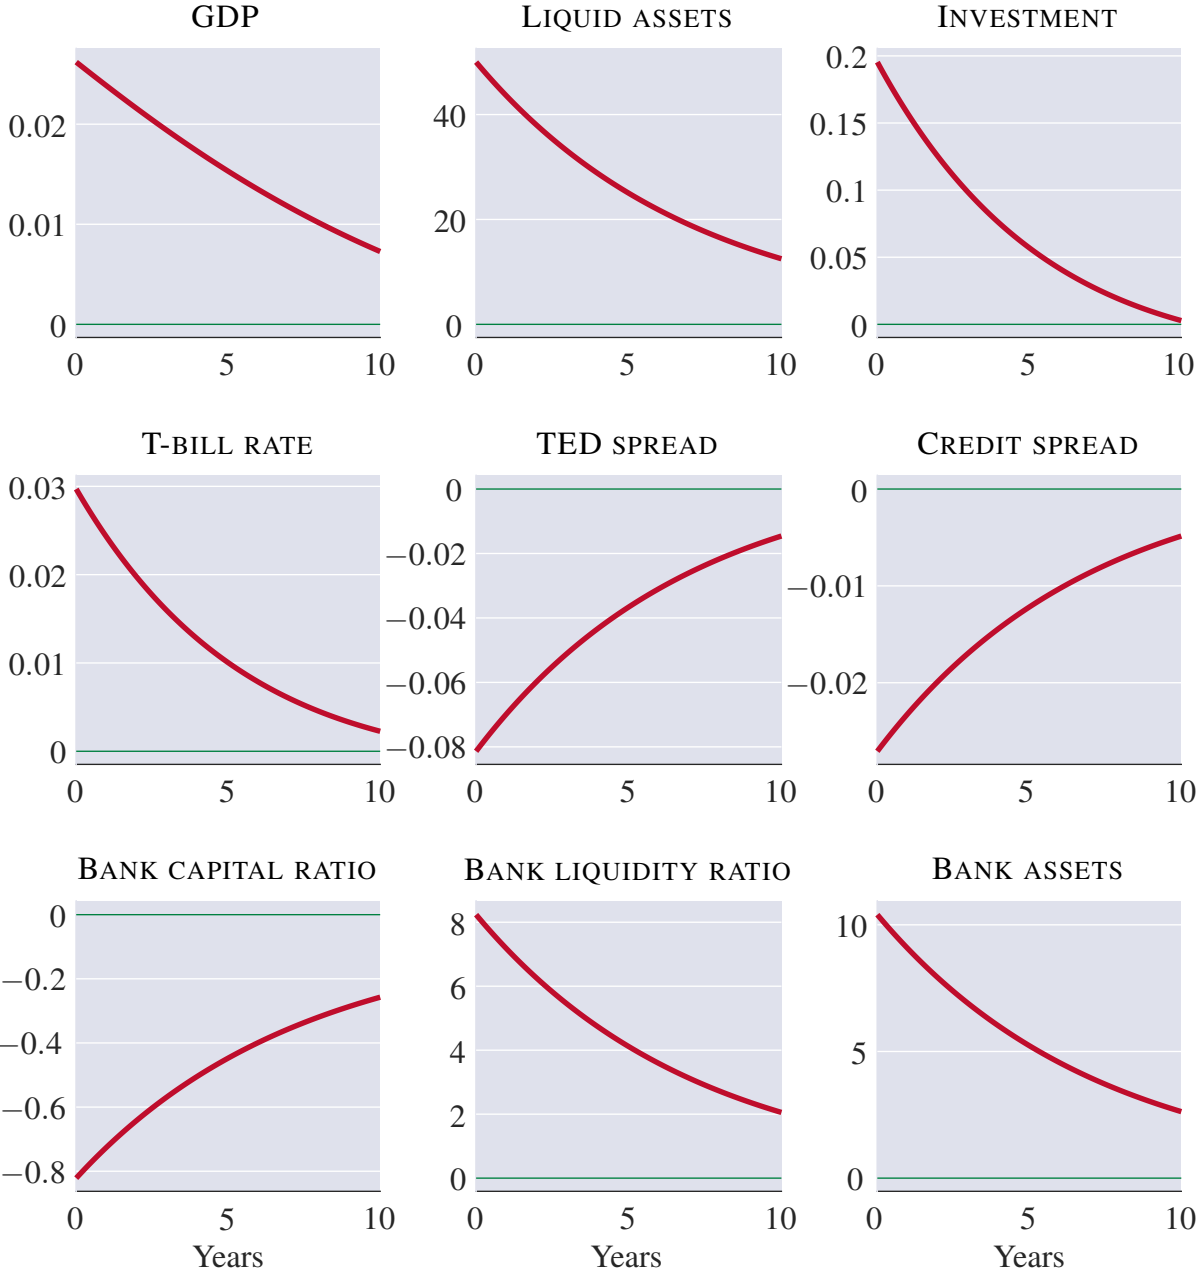 GDP LIQUID ASSETS INVESTMENT
0.02
0.01
0
0 5 10
40
20
0
0 5 10
0.2
0.15
0.1
0.05
0
0 5 10
T-BILL RATE TED SPREAD CREDIT SPREAD
0.03
0.02
0.01
0
0 5 10
0
−0.02
−0.04
−0.06
−0.08
0 5 10
0
−0.01
−0.02
0 5 10
BANK CAPITAL RATIO BANK LIQUIDITY RATIO BANK ASSETS
0
−0.2
−0.4
−0.6
−0.8
0 5 10
Years
8
6
4
2
0
0 5 10
Years
10
5
0
0 5 10
Years